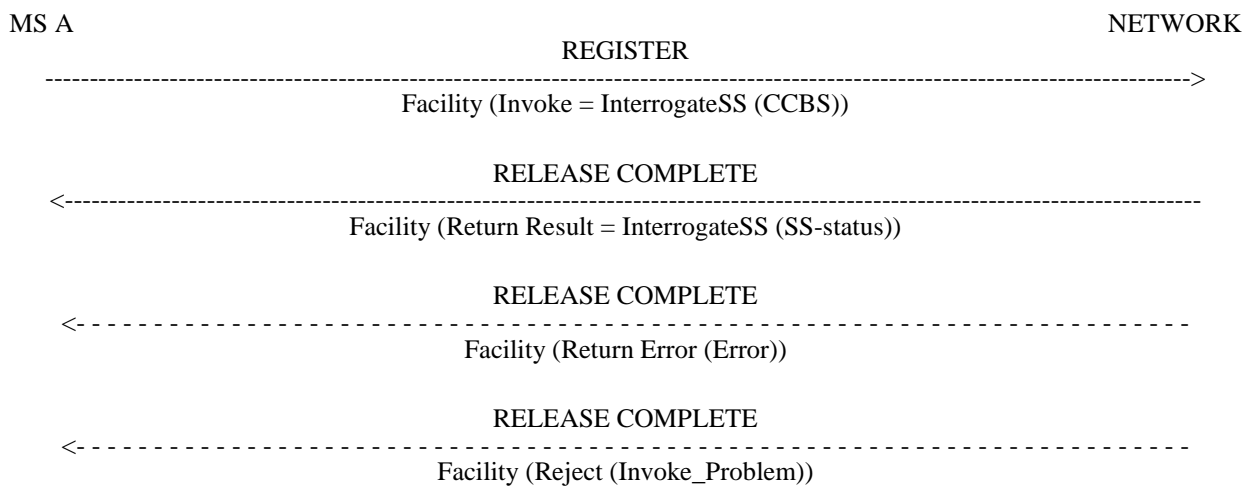 MS A NETWORK
REGISTER
Facility (Invoke = InterrogateSS (CCBS))
RELEASE COMPLETE
Facility (Return Result = InterrogateSS (SS-status))
RELEASE COMPLETE
Facility (Return Error (Error))
RELEASE COMPLETE
Facility (Reject (Invoke_Problem))